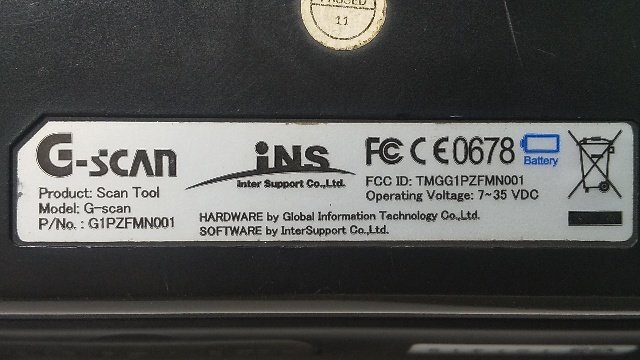 PASSED
11
G-scan
iNS
Inter Support Co.,Ltd.
FC CE0678
Battery
Product: Scan Tool
Model: G-scan
P/No. : G1PZFMN001
FCC ID: TMGG1PZFMN001
Operating Voltage: 7~35 VDC
HARDWARE by Global Information Technology Co.,Ltd.
SOFTWARE by InterSupport Co.,Ltd.